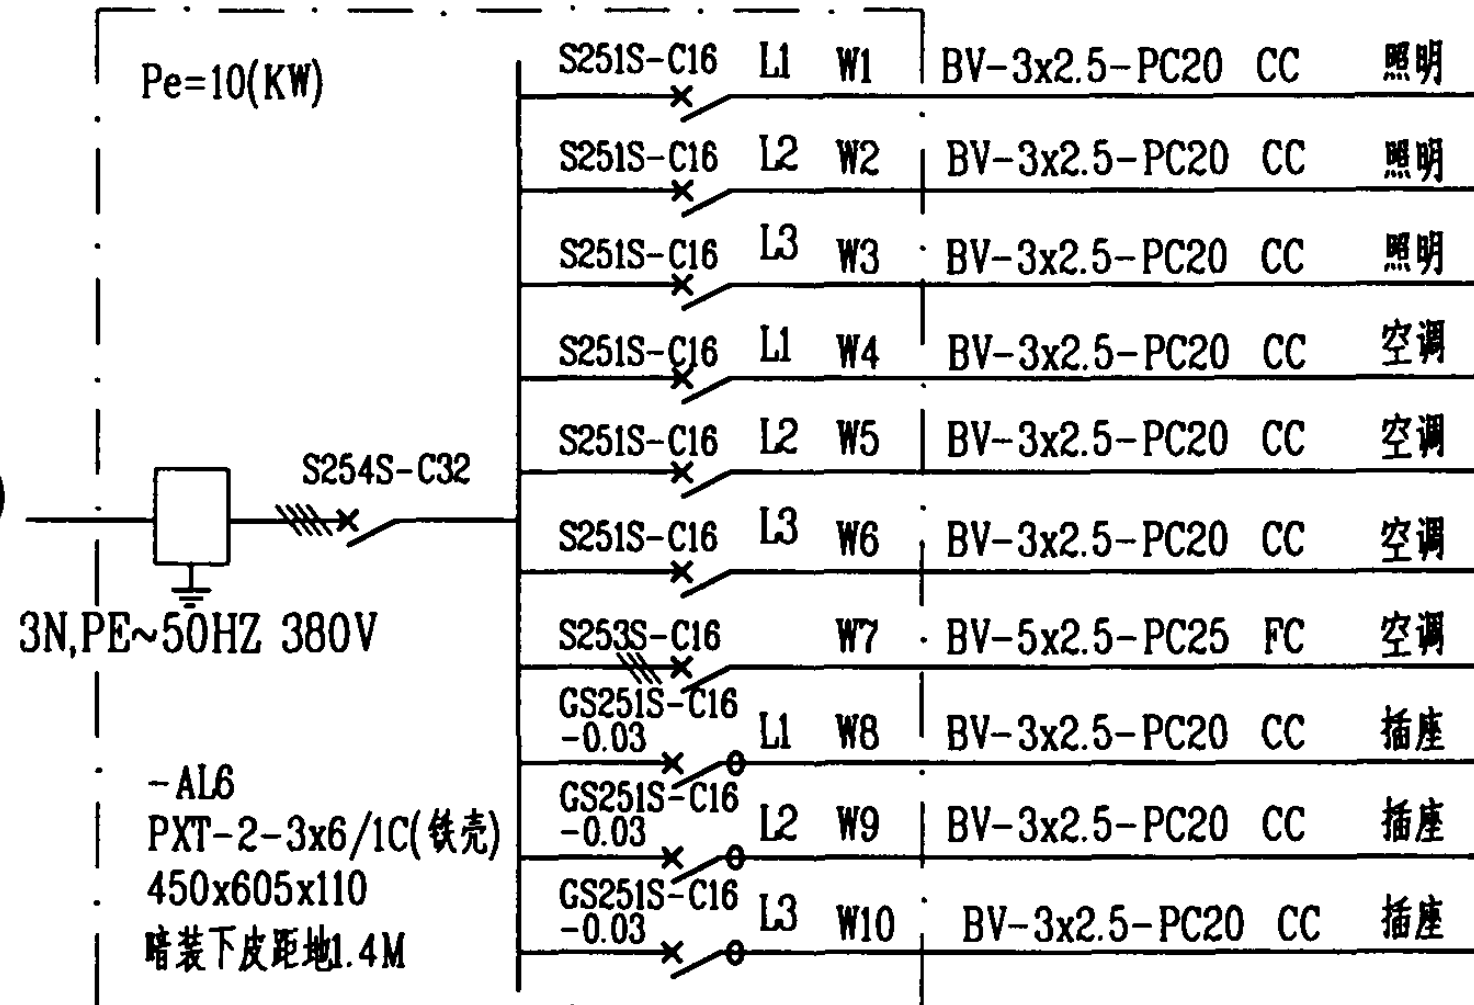 Pe=10(KW)
S251S-C16 L1 W1 BV-3x2.5-PC20 CC 照明
S251S-C16 L2 W2 BV-3x2.5-PC20 CC 照明
S251S-C16 L3 W3 BV-3x2.5-PC20 CC 照明
S251S-C16 L1 W4 BV-3x2.5-PC20 CC 空调
S251S-C16 L2 W5 BV-3x2.5-PC20 CC 空调
S254S-C32
S251S-C16 L3 W6 BV-3x2.5-PC20 CC 空调
3N,PE~50HZ 380V
S253S-C16 W7 BV-5x2.5-PC25 FC 空调
GS251S-C16
-0.03 L1 W8 BV-3x2.5-PC20 CC 插座
GS251S-C16
-0.03 L2 W9 BV-3x2.5-PC20 CC 插座
GS251S-C16
-0.03 L3 W10 BV-3x2.5-PC20 CC 插座
-AL6
PXT-2-3x6/1C(铁壳)
450x605x110
暗装下皮距地1.4M